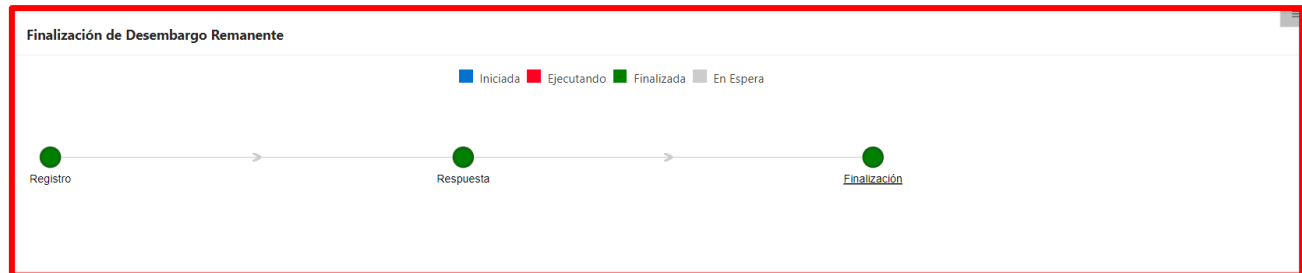 Finalización de Desembargo Remanente
Iniciada Ejecutando Finalizada En Espera
Registro Respuesta Finalización